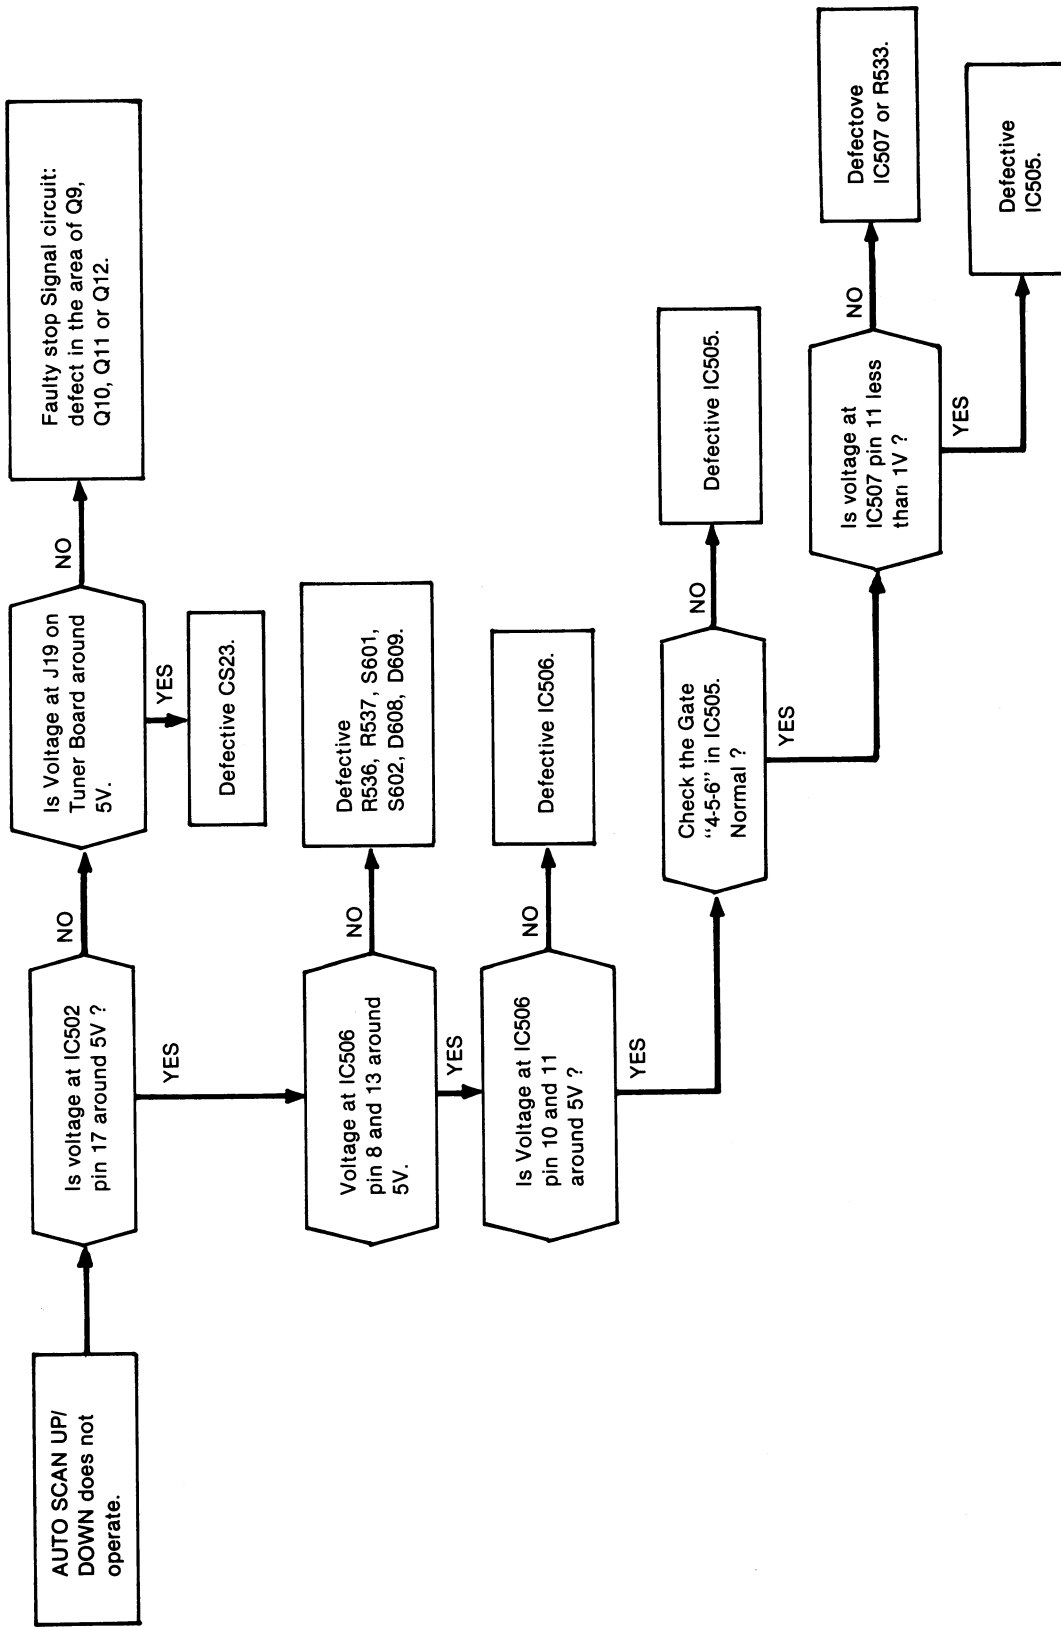 AUTO SCAN UP/
DOWN does not
operate.
Is voltage at IC502
pin 17 around 5V ?
NO
YES
Is Voltage at J19 on
Tuner Board around
5V.
NO
YES
Faulty stop Signal circuit:
defect in the area of Q9,
Q10, Q11 or Q12.
Defective CS23.
Voltage at IC506
pin 8 and 13 around
5V.
NO
YES
Defective
R536, R537, S601,
S602, D608, D609.
Is Voltage at IC506
pin 10 and 11
around 5V ?
NO
YES
Defective IC506.
Check the Gate
“4-5-6” in IC505.
Normal ?
NO
YES
Defective IC505.
Is voltage at
IC507 pin 11 less
than 1V ?
NO
YES
Defectove
IC507 or R533.
Defective
IC505.